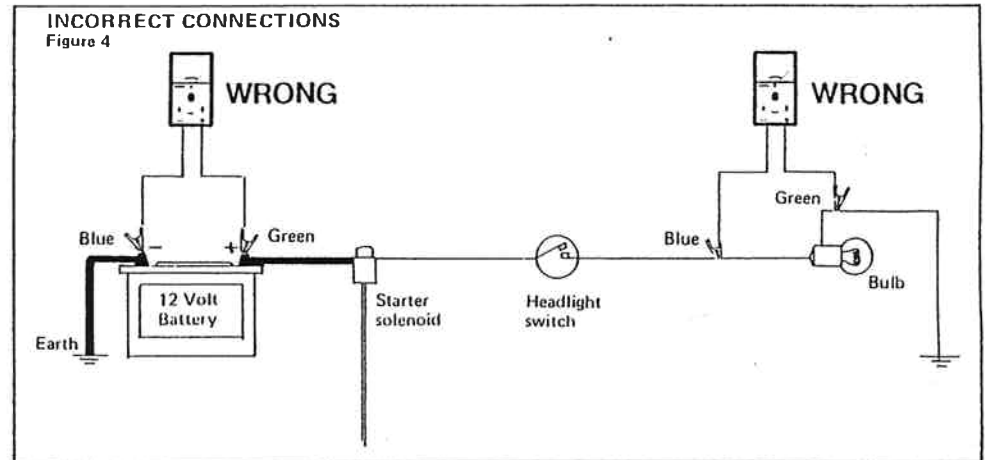 INCORRECT CONNECTIONS
Figure 4
WRONG
WRONG
Green
Blue
- +
Green
Blue
12 Volt
Battery
Starter
solenoid
Headlight
switch
Bulb
Earth